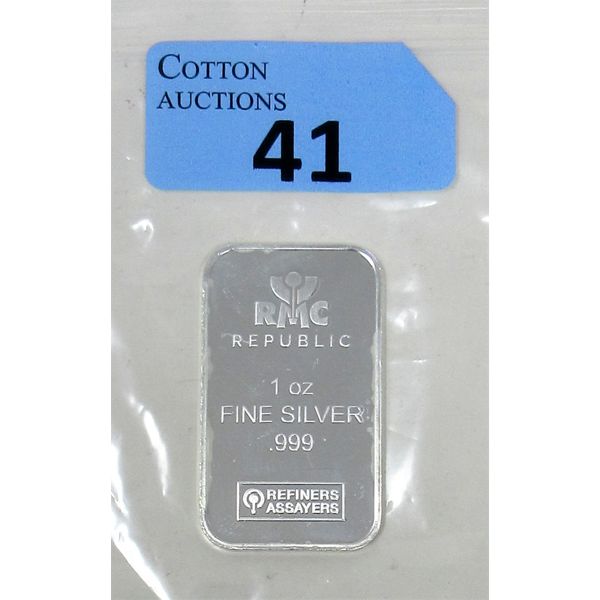 COTTON
AUCTIONS
41
RMC
REPUBLIC
1 oz
FINE SILVER
.999
REFINERS
ASSAYERS